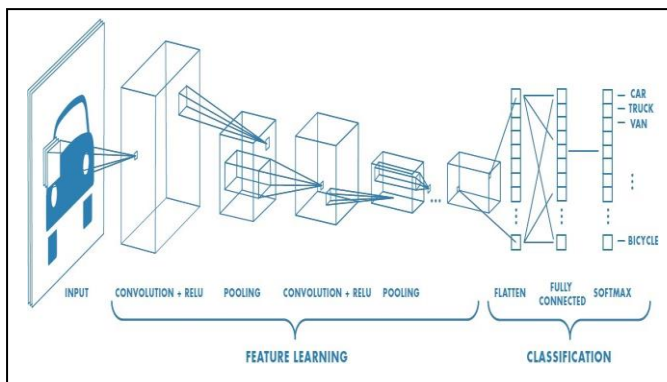 CAR
TRUCK
VAN
BICYCLE
INPUT CONVOLUTION + RELU POOLING CONVOLUTION + RELU POOLING FLATTEN FULLY CONNECTED SOFTMAX
FEATURE LEARNING CLASSIFICATION